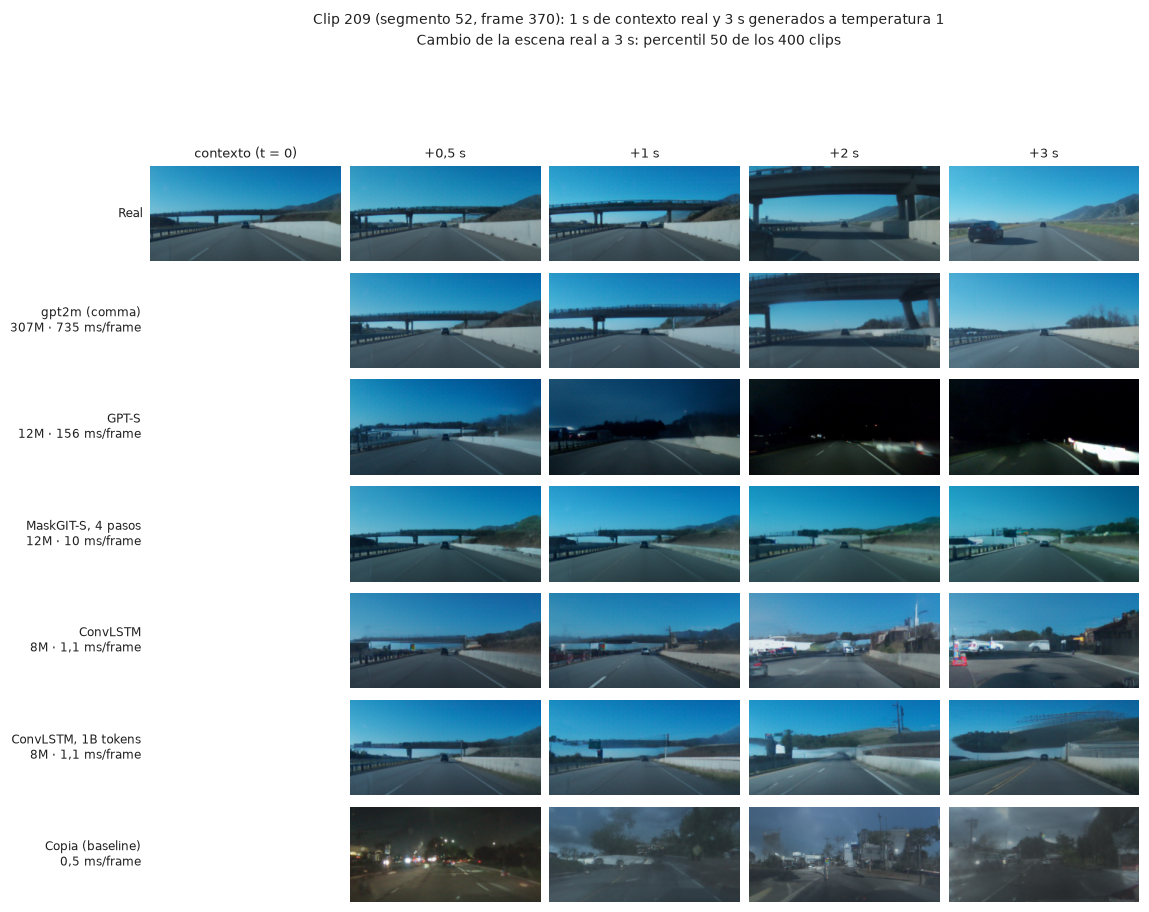 Clip 209 (segmento 52, frame 370): 1 s de contexto real y 3 s generados a temperatura 1
Cambio de la escena real a 3 s: percentil 50 de los 400 clips
contexto (t = 0)
+0,5 s
+1 s
+2 s
+3 s
Real
gpt2m (comma)
307M · 735 ms/frame
GPT-S
12M · 156 ms/frame
MaskGIT-S, 4 pasos
12M · 10 ms/frame
ConvLSTM
8M · 1,1 ms/frame
ConvLSTM, 1B tokens
8M · 1,1 ms/frame
Copia (baseline)
0,5 ms/frame